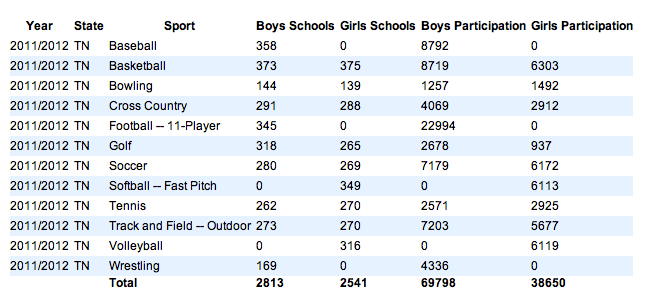 Year State Sport Boys Schools Girls Schools Boys Participation Girls Participation
2011/2012 TN Baseball 358 0 8792 0
2011/2012 TN Basketball 373 375 8719 6303
2011/2012 TN Bowling 144 139 1257 1492
2011/2012 TN Cross Country 291 288 4069 2912
2011/2012 TN Football -- 11-Player 345 0 22994 0
2011/2012 TN Golf 318 265 2678 937
2011/2012 TN Soccer 280 269 7179 6172
2011/2012 TN Softball -- Fast Pitch 0 349 0 6113
2011/2012 TN Tennis 262 270 2571 2925
2011/2012 TN Track and Field -- Outdoor 273 270 7203 5677
2011/2012 TN Volleyball 0 316 0 6119
2011/2012 TN Wrestling 169 0 4336 0
Total 2813 2541 69798 38650